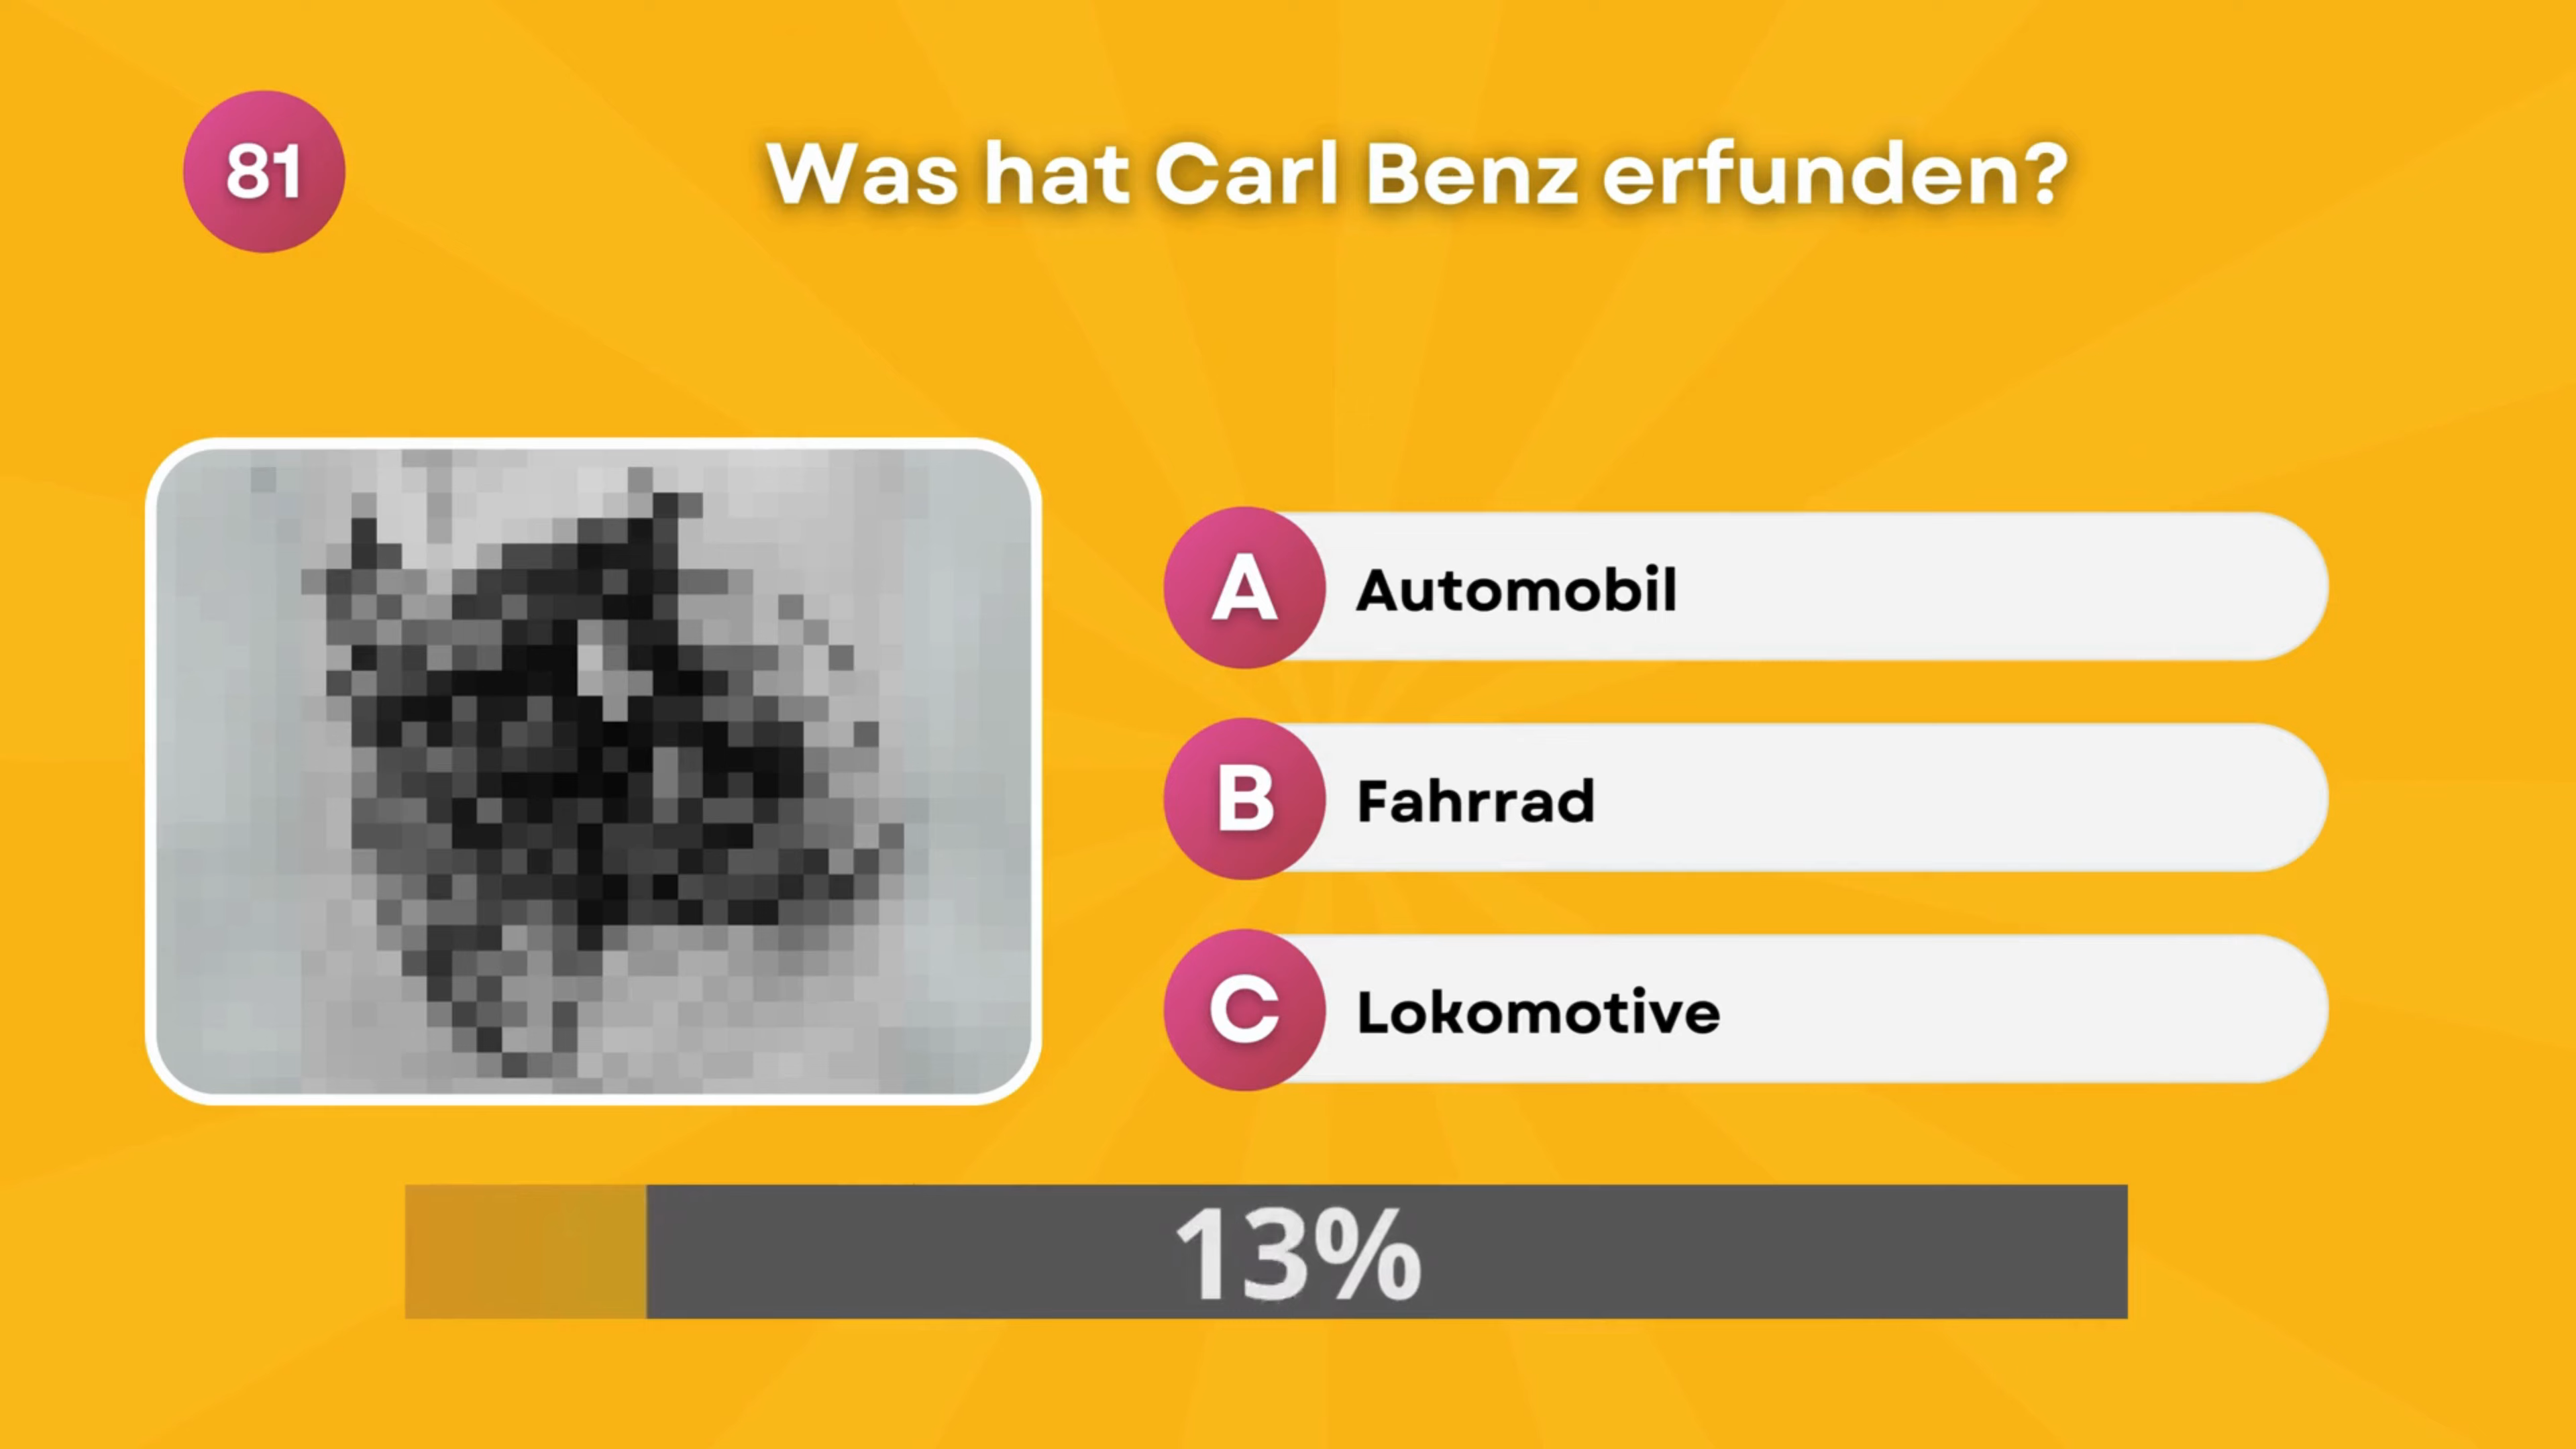 81
Was hat Carl Benz erfunden?
A Automobil
B Fahrrad
C Lokomotive
13%